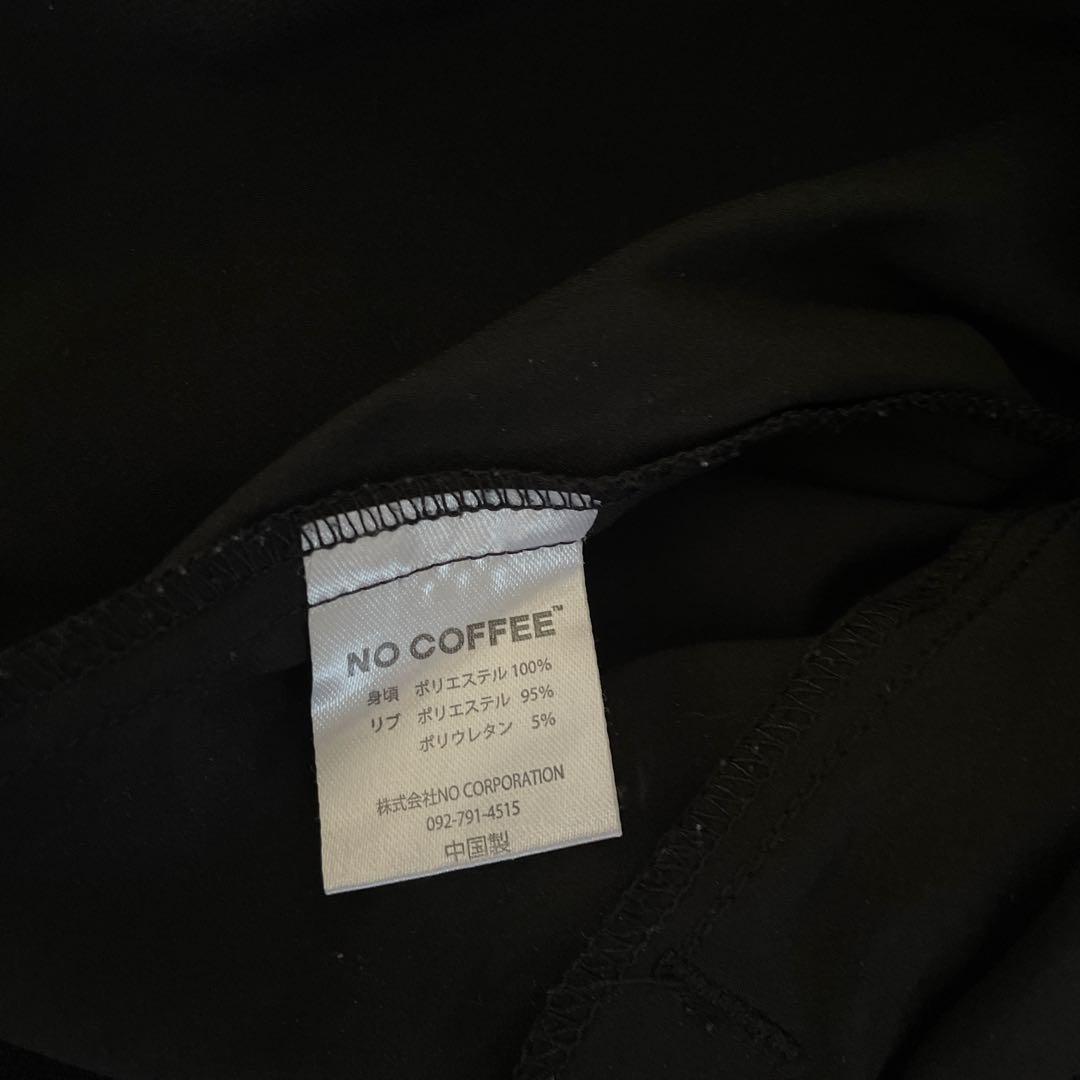 NO COFFEE™
身頃 ポリエステル 100%
リブ ポリエステル 95%
ポリウレタン 5%
株式会社NO CORPORATION
092-791-4515
中国製